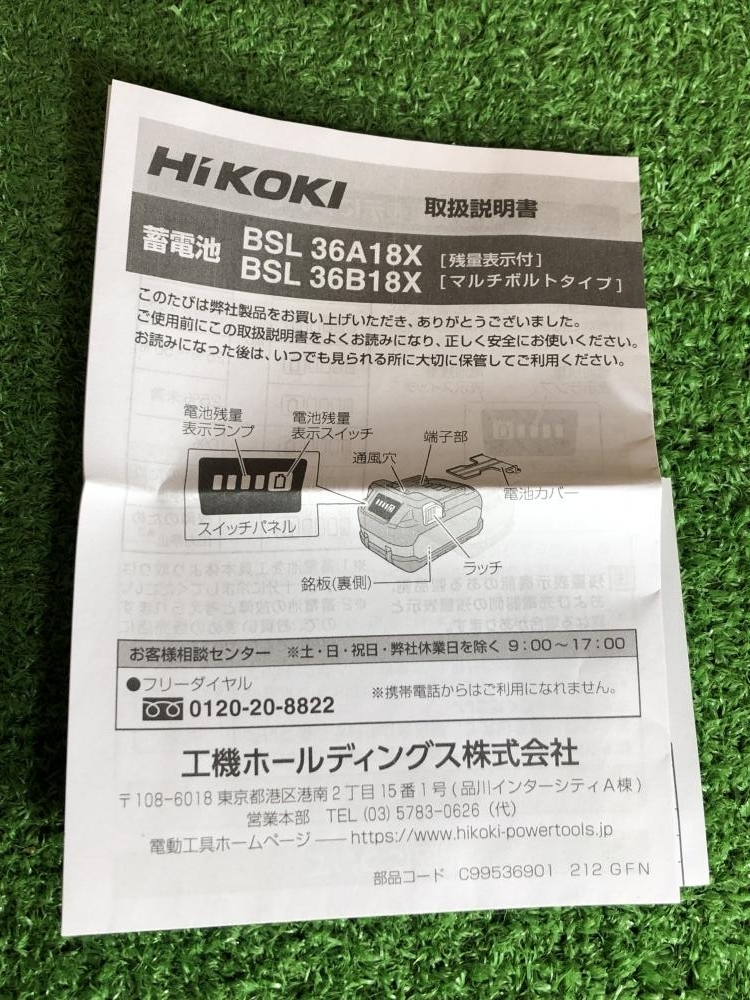 HiKOKI 取扱説明書
蓄電池 BSL 36A18X [残量表示付]
BSL 36B18X [マルチボルトタイプ]
このたびは弊社製品をお買い上げいただき、ありがとうございました。
ご使用前にこの取扱説明書をよくお読みになり、正しく安全にお使いください。
お読みになった後は、いつでも見られる所に大切に保管してご利用ください。
電池残量
表示ランプ
電池残量
表示スイッチ
通風穴
端子部
電池カバー
スイッチパネル
ラッチ
銘板(裏側)
お客様相談センター ※土・日・祝日・弊社休業日を除く 9:00～17:00
●フリーダイヤル
0120-20-8822
※携帯電話からはご利用になれません。
工機ホールディングス株式会社
〒108-6018 東京都港区港南2丁目15番1号(品川インターシティA棟)
営業本部 TEL (03) 5783-0626 (代)
電動工具ホームページ ── https://www.hikoki-powertools.jp
部品コード C99536901 212 G F N